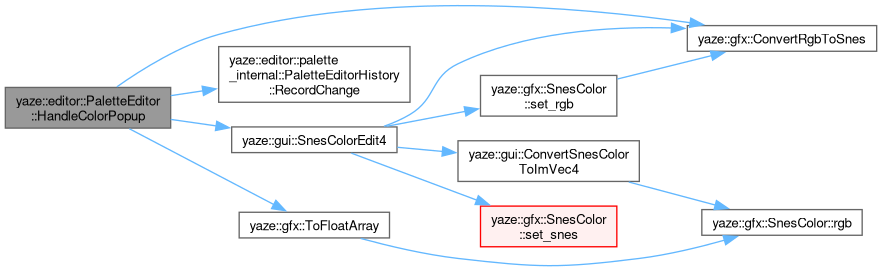 yaze::editor::PaletteEditor
::HandleColorPopup
yaze::editor::palette
_internal::PaletteEditorHistory
::RecordChange
yaze::gui::SnesColorEdit4
yaze::gfx::ToFloatArray
yaze::gfx::SnesColor
::set_rgb
yaze::gui::ConvertSnesColor
ToImVec4
yaze::gfx::SnesColor
::set_snes
yaze::gfx::ConvertRgbToSnes
yaze::gfx::SnesColor::rgb